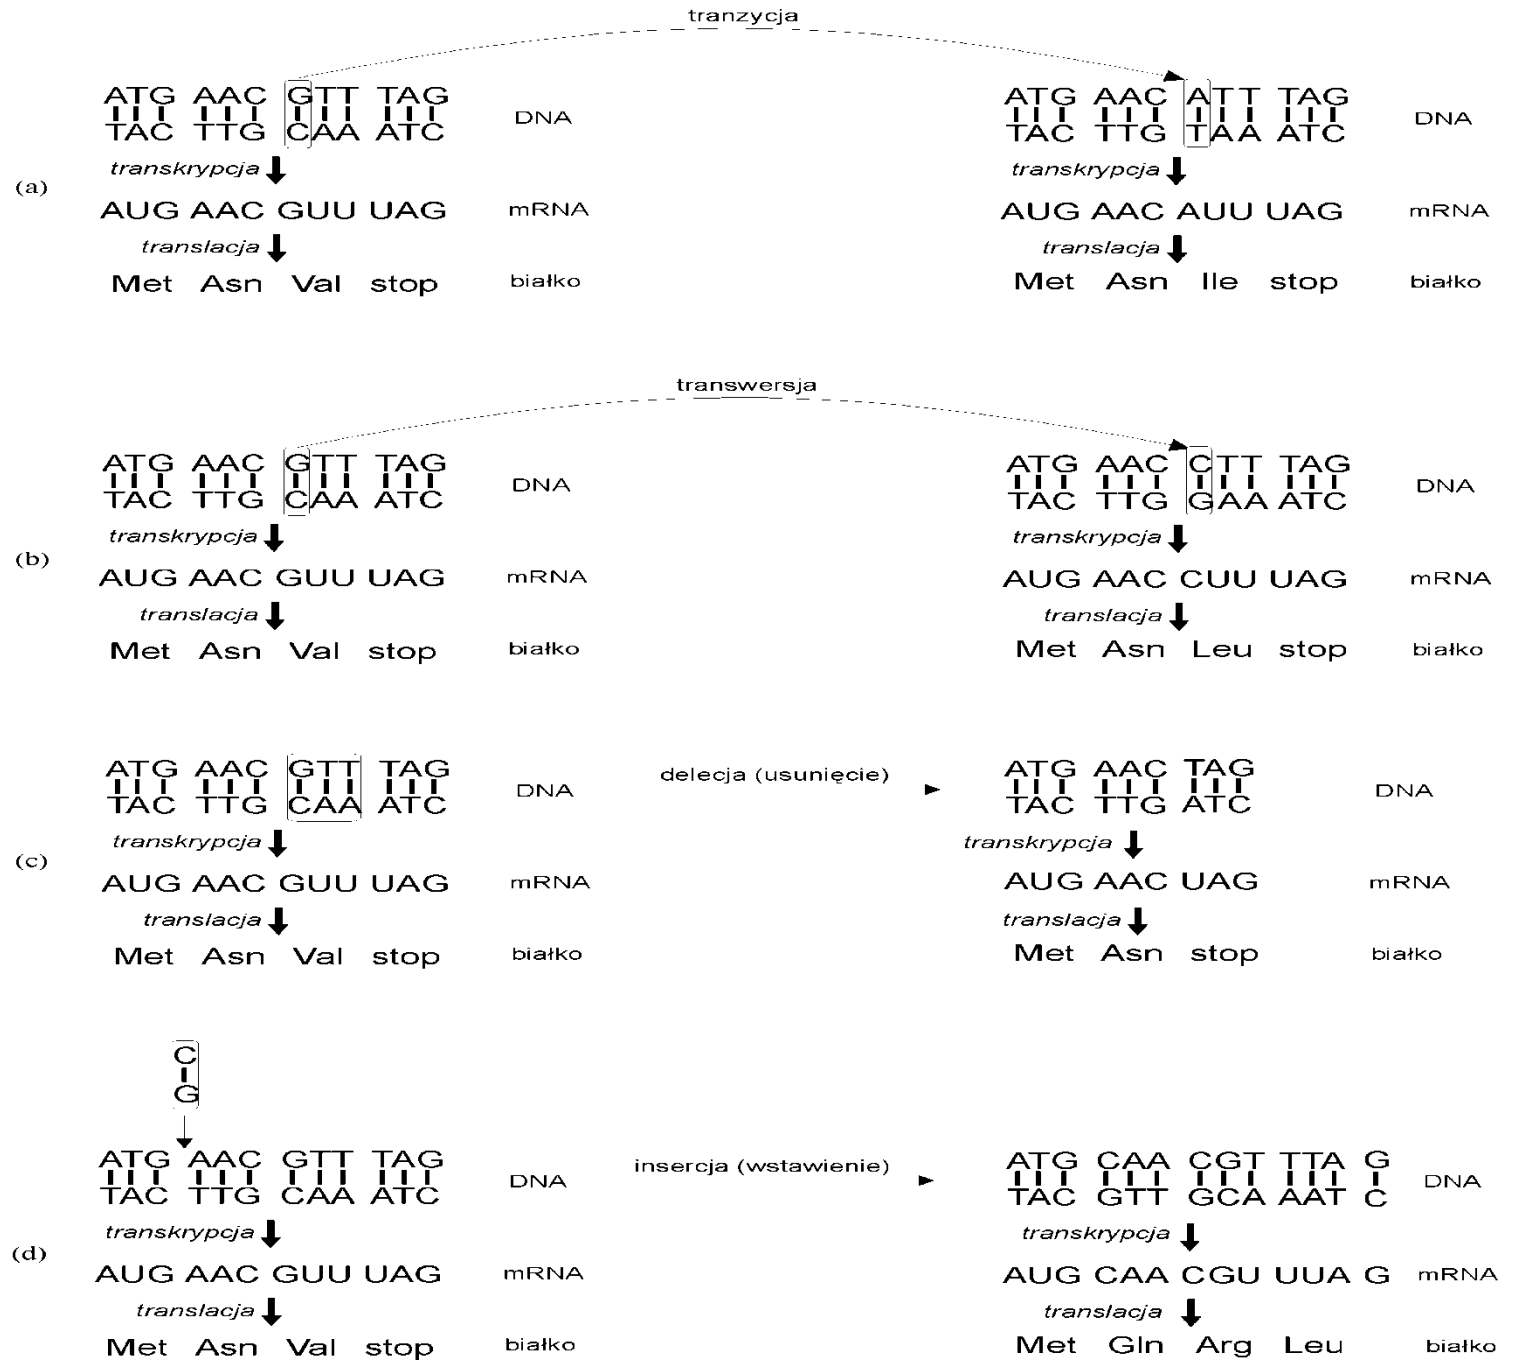 tranzycja
ATG AAC GTT TAG ATG AAC ATT TAG
DNA DNA
TAC TTG CAA ATC TAC TTG TAA ATC
transkrypcja transkrypcja
(a)
AUG AAC GUU UAG mRNA AUG AAC AUU UAG mRNA
translacja translacja
Met Asn Val stop białko Met Asn Ile stop białko
transwersja
ATG AAC GTT TAG ATG AAC CTT TAG
DNA DNA
TAC TTG CAA ATC TAC TTG GAA ATC
transkrypcja transkrypcja
(b)
AUG AAC GUU UAG mRNA AUG AAC CUU UAG mRNA
translacja translacja
Met Asn Val stop białko Met Asn Leu stop białko
ATG AAC GTT TAG delecja (usunięcie) ATG AAC TAG
DNA DNA
TAC TTG CAA ATC TAC TTG ATC
transkrypcja transkrypcja
(c)
AUG AAC GUU UAG mRNA AUG AAC UAG mRNA
translacja translacja
Met Asn Val stop białko Met Asn stop białko
C
G
ATG AAC GTT TAG insercja (wstawienie) ATG CAA CGT TTA G
DNA DNA
TAC TTG CAA ATC TAC GTT GCA AAT C
transkrypcja transkrypcja
(d)
AUG AAC GUU UAG mRNA AUG CAA CGU UUA G mRNA
translacja translacja
Met Asn Val stop białko Met Gln Arg Leu białko